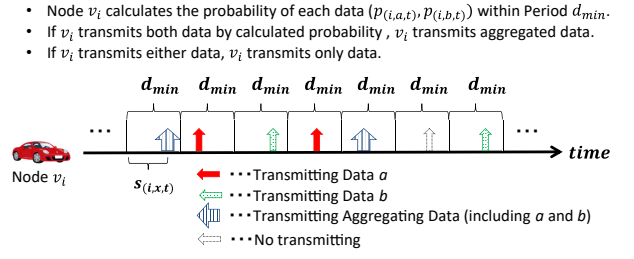 • Node v_i calculates the probability of each data (p_(i,a,t), p_(i,b,t)) within Period d_min.
• If v_i transmits both data by calculated probability , v_i transmits aggregated data.
• If v_i transmits either data, v_i transmits only data.
d_min d_min d_min d_min d_min d_min d_min
... ...
time
Node v_i
s_(i,x,t)
⋯Transmitting Data a
⋯Transmitting Data b
⋯Transmitting Aggregating Data (including a and b)
⋯No transmitting